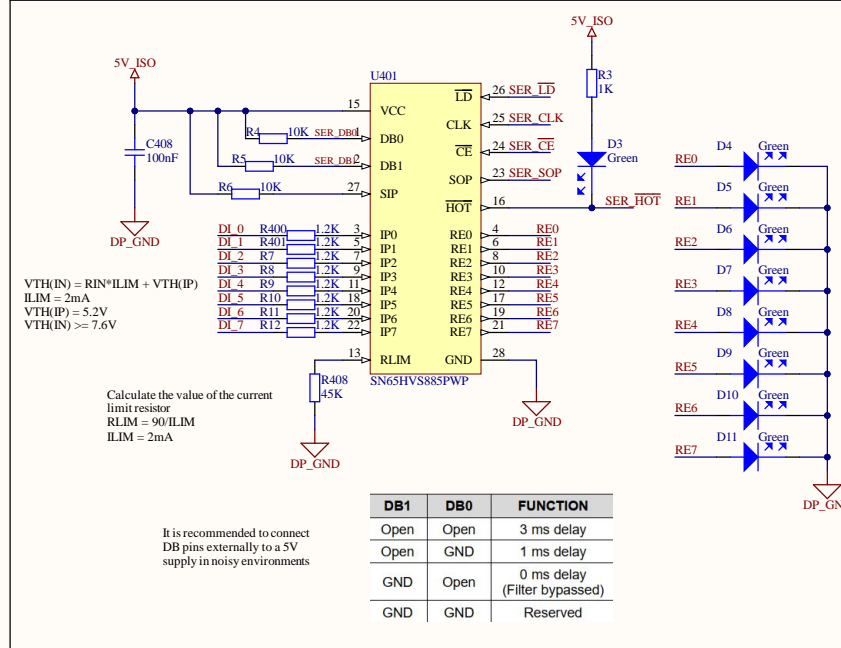 5V_ISO
5V_ISO
U401
R3
1K
15
VCC
LD
26
SER_LD
R4
10K
SER_DB0
1
DB0
CLK
25
SER_CLK
C408
100nF
R5
10K
SER_DB1
2
DB1
CE
24
SER_CE
D3
Green
R6
10K
27
SIP
SOP
23
SER_SOP
HOT
16
SER_HOT
DP_GND
DI_0 R400 1.2K 3 IP0 RE0 4 RE0
DI_1 R401 1.2K 5 IP1 RE1 6 RE1
DI_2 R7 1.2K 7 IP2 RE2 8 RE2
DI_3 R8 1.2K 9 IP3 RE3 10 RE3
DI_4 R9 1.2K 11 IP4 RE4 12 RE4
DI_5 R10 1.2K 18 IP5 RE5 17 RE5
DI_6 R11 1.2K 20 IP6 RE6 19 RE6
DI_7 R12 1.2K 22 IP7 RE7 21 RE7
VTH(IN) = RIN*ILIM + VTH(IP)
ILIM = 2mA
VTH(IP) = 5.2V
VTH(IN) >= 7.6V
13 RLIM GND 28
SN65HVS885PWP
R408
45K
DP_GND
DP_GND
Calculate the value of the current
limit resistor
RLIM = 90/ILIM
ILIM = 2mA
D4 Green
RE0
D5 Green
RE1
D6 Green
RE2
D7 Green
RE3
D8 Green
RE4
D9 Green
RE5
D10 Green
RE6
D11 Green
RE7
It is recommended to connect
DB pins externally to a 5V
supply in noisy environments
DB1 DB0 FUNCTION
Open Open 3 ms delay
Open GND 1 ms delay
GND Open 0 ms delay
(Filter bypassed)
GND GND Reserved